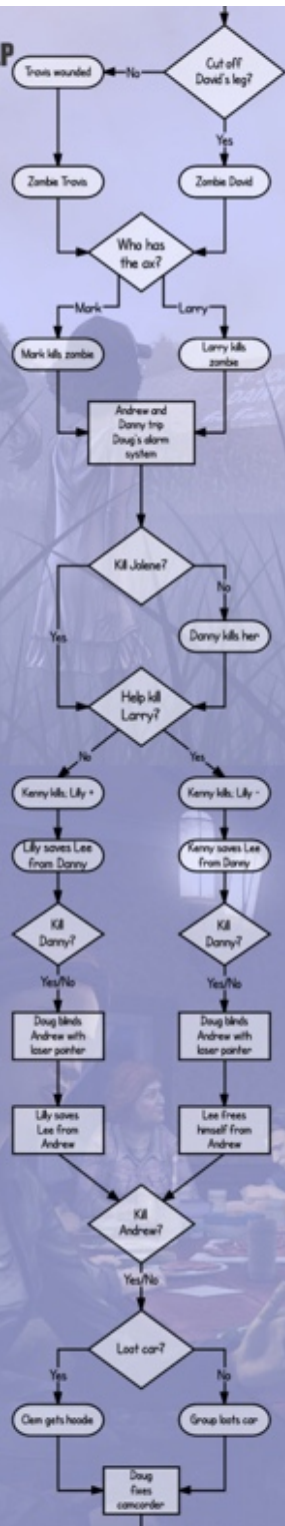 P
Cut off
David's leg?
No
Travis wounded
Yes
Zombie Travis
Zombie David
Who has
the ax?
Mark
Larry
Mark kills zombie
Larry kills
zombie
Andrew and
Danny trip
Doug's alarm
system
Kill Jolene?
No
Yes
Danny kills her
Help kill
Larry?
No
Yes
Kenny kills; Lilly +
Kenny kills; Lilly -
Lilly saves Lee
from Danny
Kenny saves Lee
from Danny
Kill
Danny?
Kill
Danny?
Yes/No
Yes/No
Doug blinds
Andrew with
laser pointer
Doug blinds
Andrew with
laser pointer
Lilly saves
Lee from
Andrew
Lee frees
himself from
Andrew
Kill
Andrew?
Yes/No
Loot car?
Yes
No
Clem gets hoodie
Group loots car
Doug
fixes
camcorder